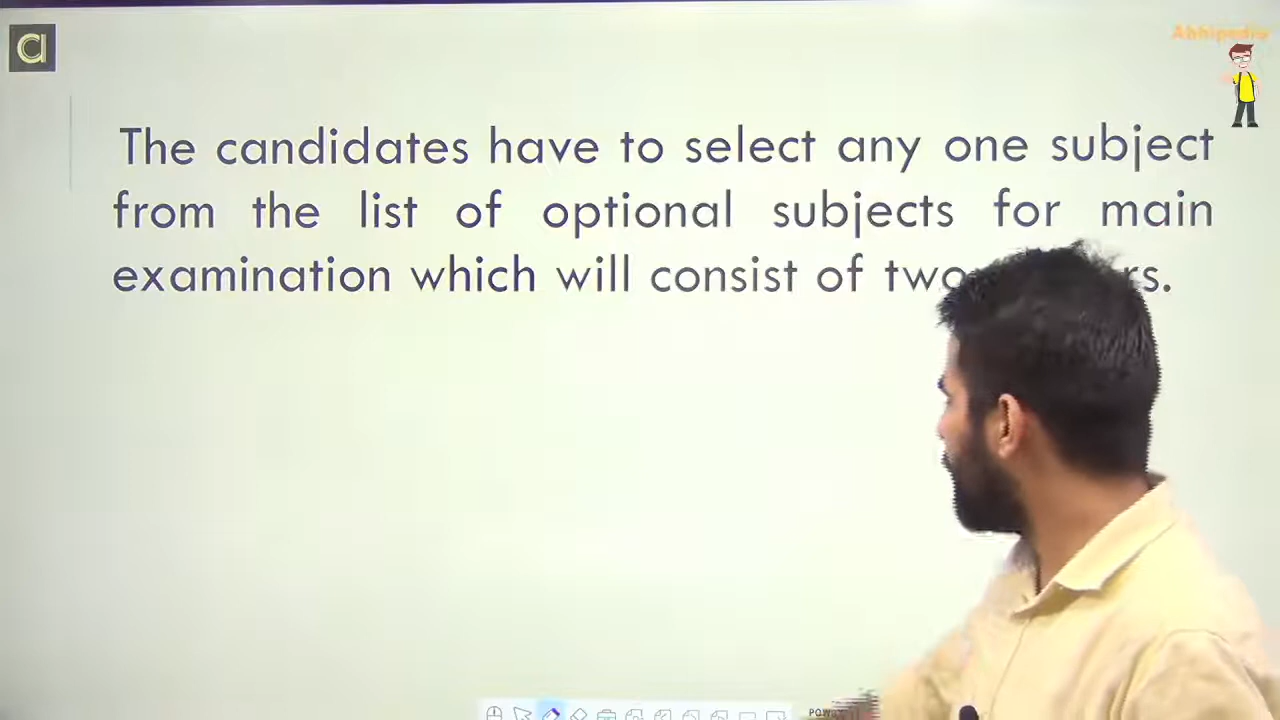 a
Abhipedia
The candidates have to select any one subject
from the list of optional subjects for main
examination which will consist of